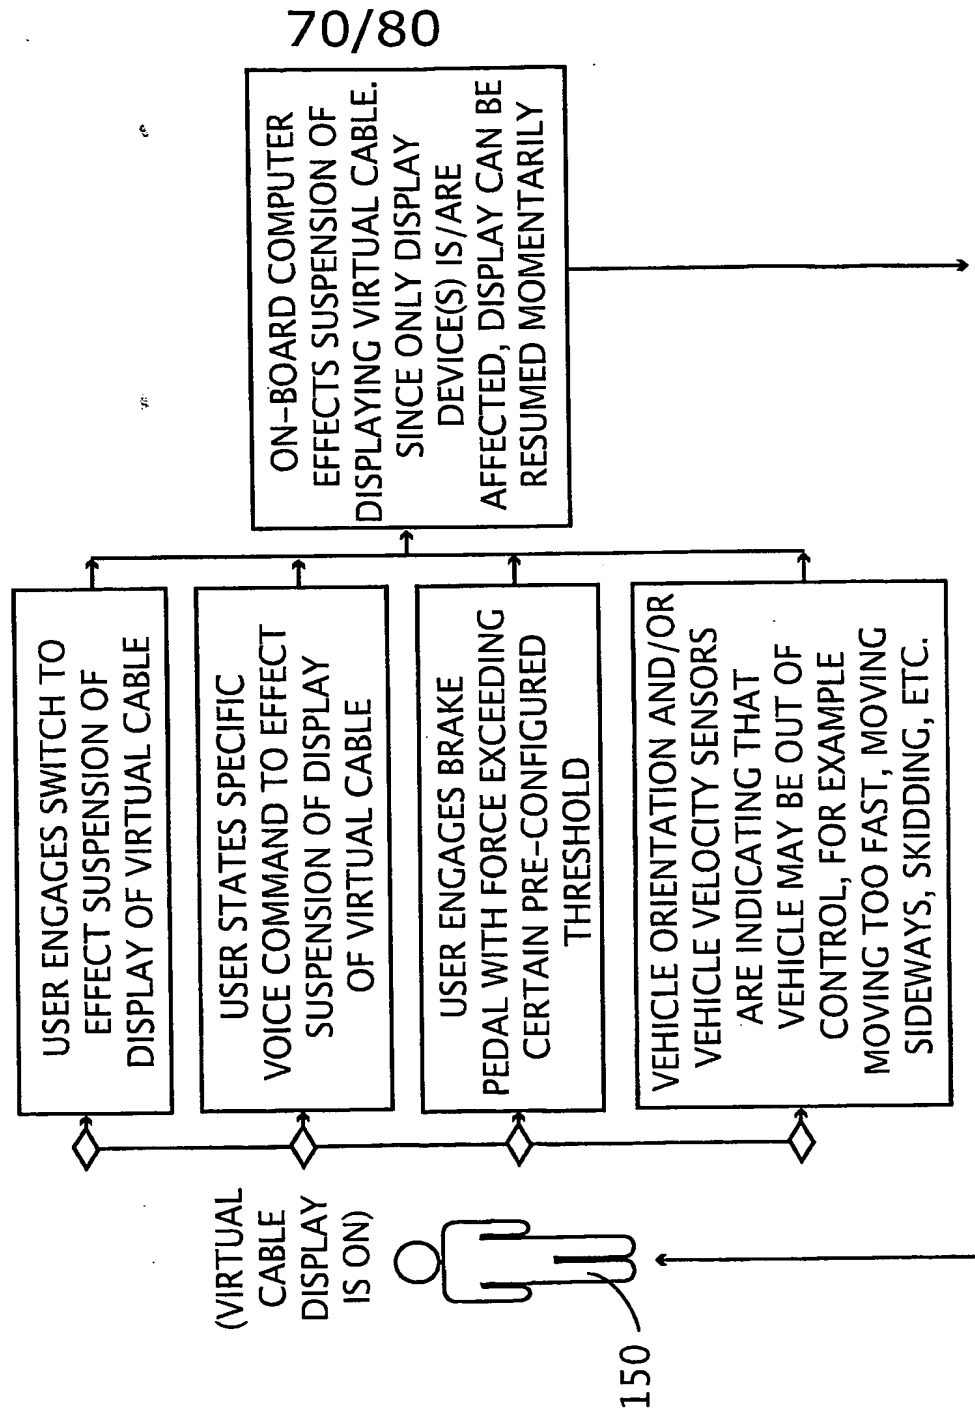 70/80
(VIRTUAL
CABLE
DISPLAY
IS ON)
150
USER ENGAGES SWITCH TO
EFFECT SUSPENSION OF
DISPLAY OF VIRTUAL CABLE
USER STATES SPECIFIC
VOICE COMMAND TO EFFECT
SUSPENSION OF DISPLAY
OF VIRTUAL CABLE
USER ENGAGES BRAKE
PEDAL WITH FORCE EXCEEDING
CERTAIN PRE-CONFIGURED
THRESHOLD
VEHICLE ORIENTATION AND/OR
VEHICLE VELOCITY SENSORS
ARE INDICATING THAT
VEHICLE MAY BE OUT OF
CONTROL, FOR EXAMPLE
MOVING TOO FAST, MOVING
SIDEWAYS, SKIDDING, ETC.
ON-BOARD COMPUTER
EFFECTS SUSPENSION OF
DISPLAYING VIRTUAL CABLE.
SINCE ONLY DISPLAY
DEVICE(S) IS/ARE
AFFECTED, DISPLAY CAN BE
RESUMED MOMENTARILY